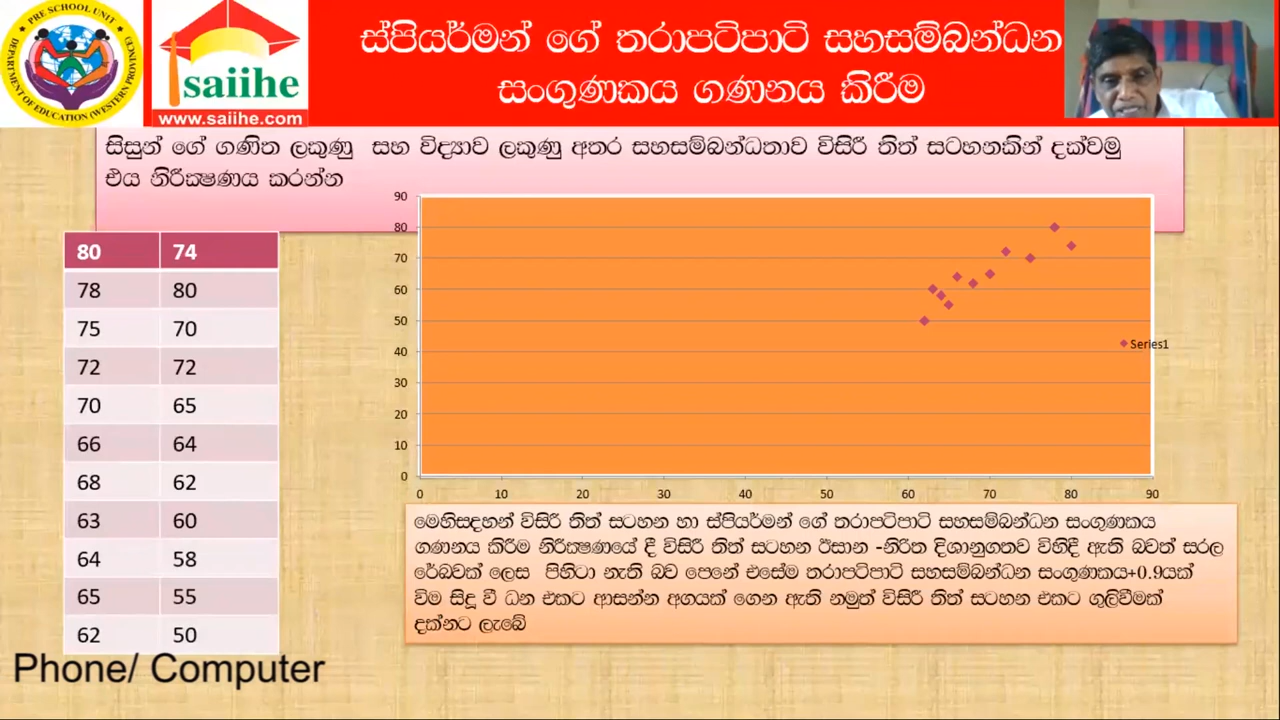 PRE SCHOOL UNIT
DEPARTMENT OF EDUCATION (WESTERN PROVINCE)
saiihe
www.saiihe.com
ස්පියර්මන් ගේ තරාපටිපාටි සහසම්බන්ධන
සංගුණකය ගණනය කිරීම
සිසුන් ගේ ගණිත ලකුණු සහ විද්‍යාව ලකුණු අතර සහසම්බන්ධතාව විසිරී තිත් සටහනකින් දක්වමු
එය නිරීක්‍ෂණය කරන්න
80 74
78 80
75 70
72 72
70 65
66 64
68 62
63 60
64 58
65 55
62 50
90
80
70
60
50
40
30
20
10
0
0 10 20 30 40 50 60 70 80 90
Series1
මෙහිසඳහන් විසිරී තිත් සටහන හා ස්පියර්මන් ගේ තරාපටිපාටි සහසම්බන්ධන සංගුණකය
ගණනය කිරීම නිරීක්‍ෂණයේ දී විසිරී තිත් සටහන ඊසාන -නිරිත දිශානුගතව විහිදී ඇති බවත් සරල
රේඛවක් ලෙස පිහිටා නැති බව පෙනේ එසේම තරාපටිපාටි සහසම්බන්ධන සංගුණකය+0.9යක්
විම සිදු වී ධන එකට ආසන්න අගයක් ගෙන ඇති නමුත් විසිරී තිත් සටහන එකට ගුලිවීමක්
දක්නට ලැබේ
Phone/ Computer